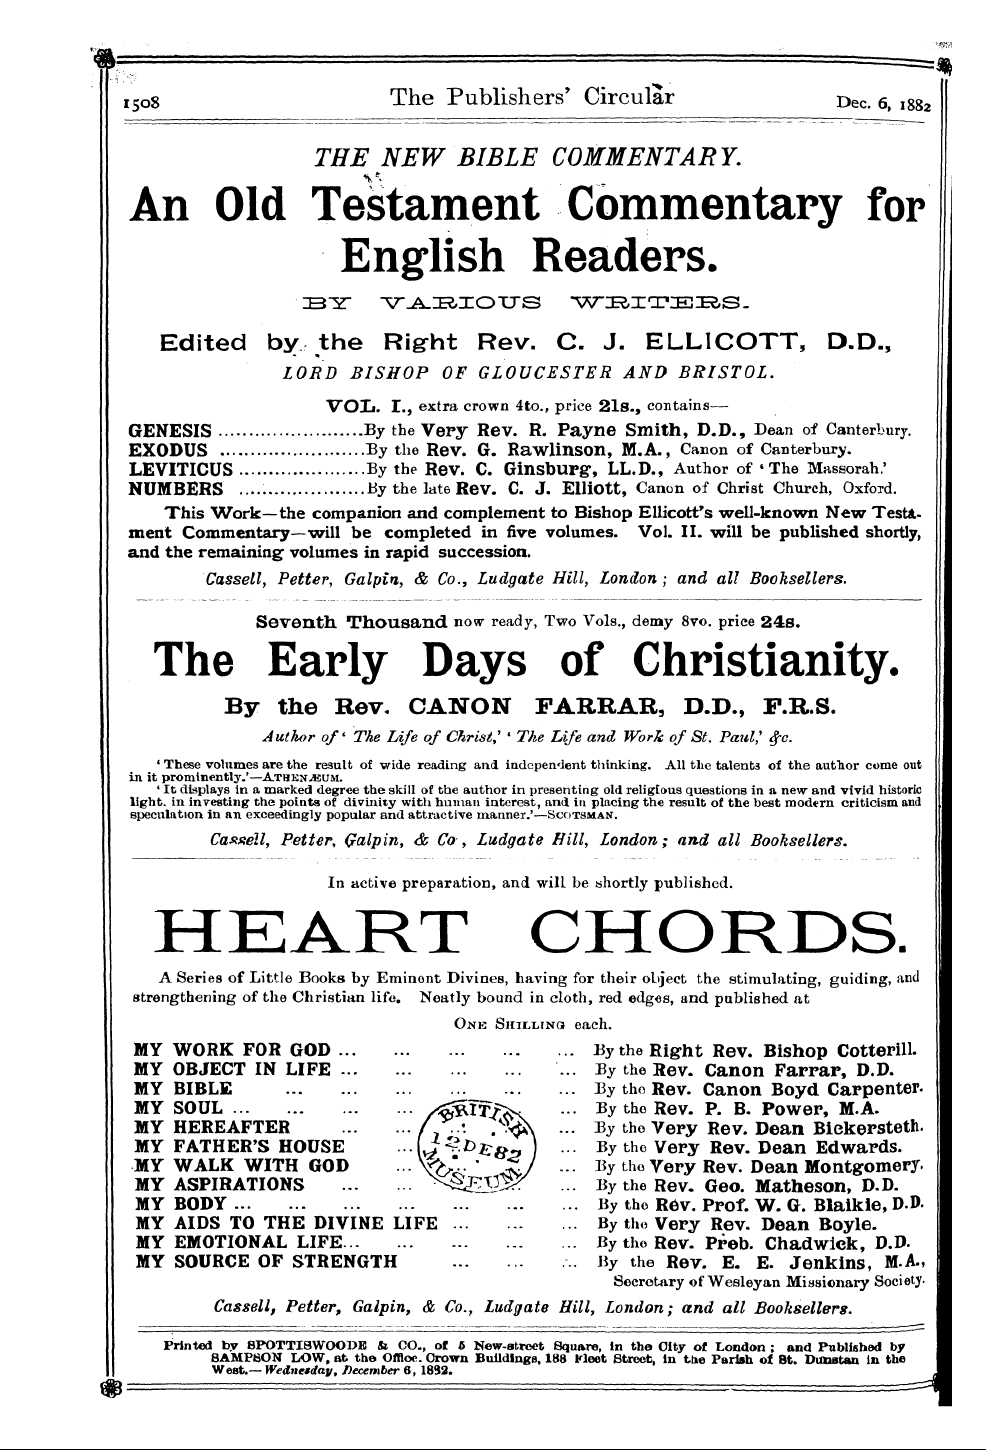 1508 The Publishers' Circular Dec. 6, 1882
THE NEW BIBLE COMMENTARY.
An Old Testament Commentary for
English Readers.
BY VARIOUS WRITERS.
Edited by the Right Rev. C. J. ELLICOTT, D.D.,
LORD BISHOP OF GLOUCESTER AND BRISTOL.
VOL. I., extra crown 4to., price 21s., contains—
GENESIS ........................By the Very Rev. R. Payne Smith, D.D., Dean of Canterbury.
EXODUS ........................By the Rev. G. Rawlinson, M.A., Canon of Canterbury.
LEVITICUS.....................By the Rev. C. Ginsburg, LL.D., Author of ‘ The Massorah.’
NUMBERS .....................By the late Rev. C. J. Elliott, Canon of Christ Church, Oxford.
This Work—the companion and complement to Bishop Ellicott's well-known New Testa-
ment Commentary—will be completed in five volumes. Vol. II. will be published shortly,
and the remaining volumes in rapid succession.
Cassell, Petter, Galpin, & Co., Ludgate Hill, London; and all Booksellers.
Seventh Thousand now ready, Two Vols., demy 8vo. price 24s.
The Early Days of Christianity.
By the Rev. CANON FARRAR, D.D., F.R.S.
Author of ‘ The Life of Christ,’ ‘ The Life and Work of St. Paul,’ &c.
‘ These volumes are the result of wide reading and independent thinking. All the talents of the author come out
in it prominently.’—ATHENÆUM.
‘ It displays in a marked degree the skill of the author in presenting old religious questions in a new and vivid historic
light, in investing the points of divinity with human interest, and in placing the result of the best modern criticism and
speculation in an exceedingly popular and attractive manner.’—SCOTSMAN.
Cassell, Petter, Galpin, & Co., Ludgate Hill, London; and all Booksellers.
In active preparation, and will be shortly published.
HEART CHORDS.
A Series of Little Books by Eminent Divines, having for their object the stimulating, guiding, and
strengthening of the Christian life. Neatly bound in cloth, red edges, and published at
ONE SHILLING each.
MY WORK FOR GOD ... ... ... ... ... By the Right Rev. Bishop Cotterill.
MY OBJECT IN LIFE ... ... ... ... ... By the Rev. Canon Farrar, D.D.
MY BIBLE ... ... ... ... ... ... By the Rev. Canon Boyd Carpenter.
MY SOUL ... ... ... ... ... By the Rev. P. B. Power, M.A.
MY HEREAFTER ... ... ... By the Very Rev. Dean Bickersteth.
MY FATHER'S HOUSE ... ... By the Very Rev. Dean Edwards.
MY WALK WITH GOD ... ... By the Very Rev. Dean Montgomery.
MY ASPIRATIONS ... ... ... By the Rev. Geo. Matheson, D.D.
MY BODY ... ... ... ... ... ... ... By the Rev. Prof. W. G. Blaikie, D.D.
MY AIDS TO THE DIVINE LIFE ... ... ... By the Very Rev. Dean Boyle.
MY EMOTIONAL LIFE... ... ... ... ... By the Rev. Preb. Chadwick, D.D.
MY SOURCE OF STRENGTH ... ... ... By the Rev. E. E. Jenkins, M.A.,
Secretary of Wesleyan Missionary Society.
BRITISH
12 DE 82
MUSEUM
Cassell, Petter, Galpin, & Co., Ludgate Hill, London; and all Booksellers.
Printed by SPOTTISWOODE & CO., of 5 New-street Square, in the City of London; and Published by
SAMPSON LOW, at the Office, Crown Buildings, 188 Fleet Street, in the Parish of St. Dunstan in the
West.—Wednesday, December 6, 1882.